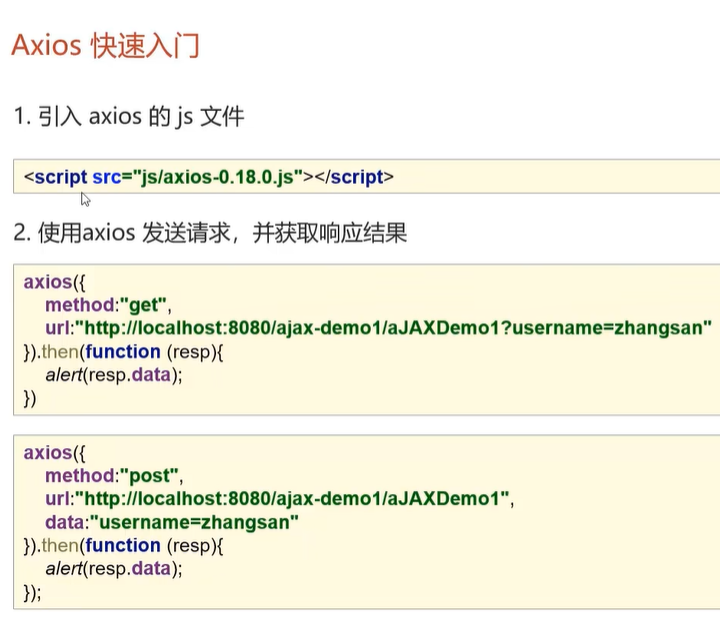 Axios 快速入门
1. 引入 axios 的 js 文件
<script src="js/axios-0.18.0.js"></script>
2. 使用axios 发送请求，并获取响应结果
axios({
    method:"get",
    url:"http://localhost:8080/ajax-demo1/aJAXDemo1?username=zhangsan"
}).then(function (resp){
    alert(resp.data);
})
axios({
    method:"post",
    url:"http://localhost:8080/ajax-demo1/aJAXDemo1",
    data:"username=zhangsan"
}).then(function (resp){
    alert(resp.data);
});